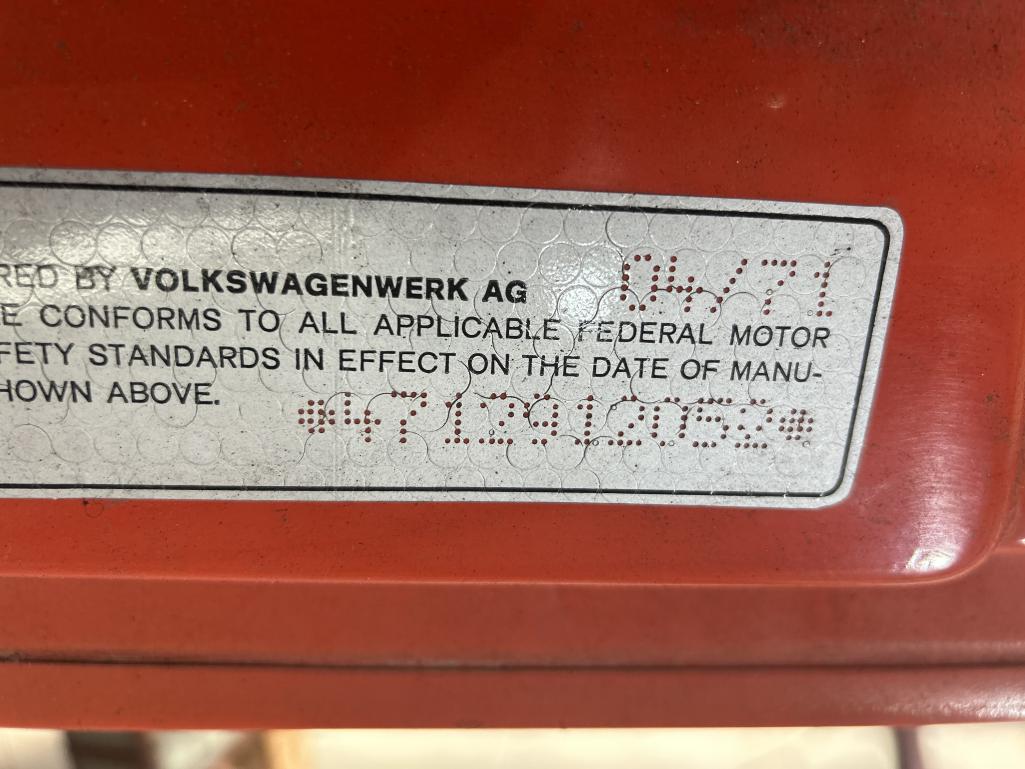 RED BY VOLKSWAGENWERK AG 04/71
E CONFORMS TO ALL APPLICABLE FEDERAL MOTOR
FETY STANDARDS IN EFFECT ON THE DATE OF MANU-
HOWN ABOVE.
*4712912052*